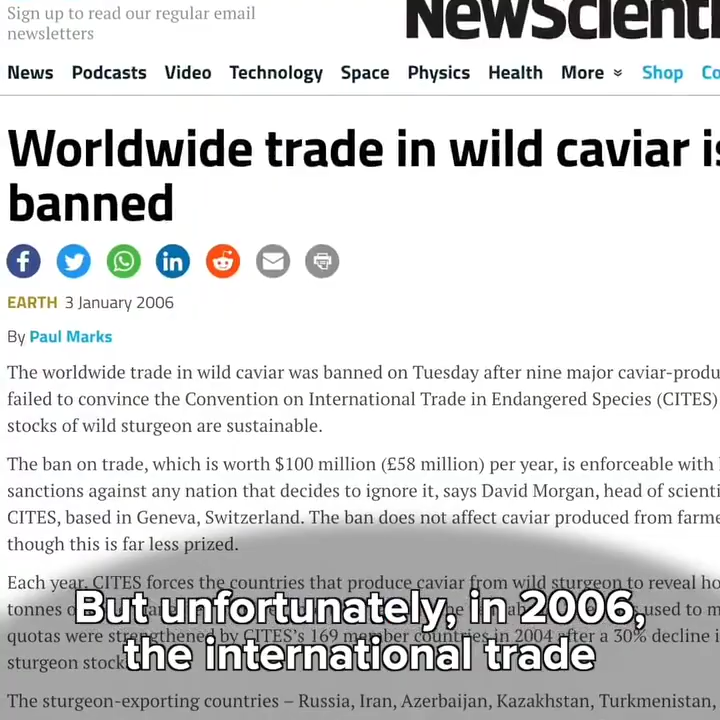 Sign up to read our regular email
newsletters
NewScienti
News Podcasts Video Technology Space Physics Health More Shop Co
Worldwide trade in wild caviar is
banned
EARTH 3 January 2006
By Paul Marks
The worldwide trade in wild caviar was banned on Tuesday after nine major caviar-produ
failed to convince the Convention on International Trade in Endangered Species (CITES)
stocks of wild sturgeon are sustainable.
The ban on trade, which is worth $100 million (£58 million) per year, is enforceable with
sanctions against any nation that decides to ignore it, says David Morgan, head of scienti
CITES, based in Geneva, Switzerland. The ban does not affect caviar produced from farme
though this is far less prized.
Each year, CITES forces the countries that produce caviar from wild sturgeon to reveal ho
tonnes used to m
But unfortunately, in 2006,
quotas were strengthened by CITES's 169 member countries in 2004 after a 30% decline i
sturgeon stock
the international trade
The sturgeon-exporting countries – Russia, Iran, Azerbaijan, Kazakhstan, Turkmenistan,